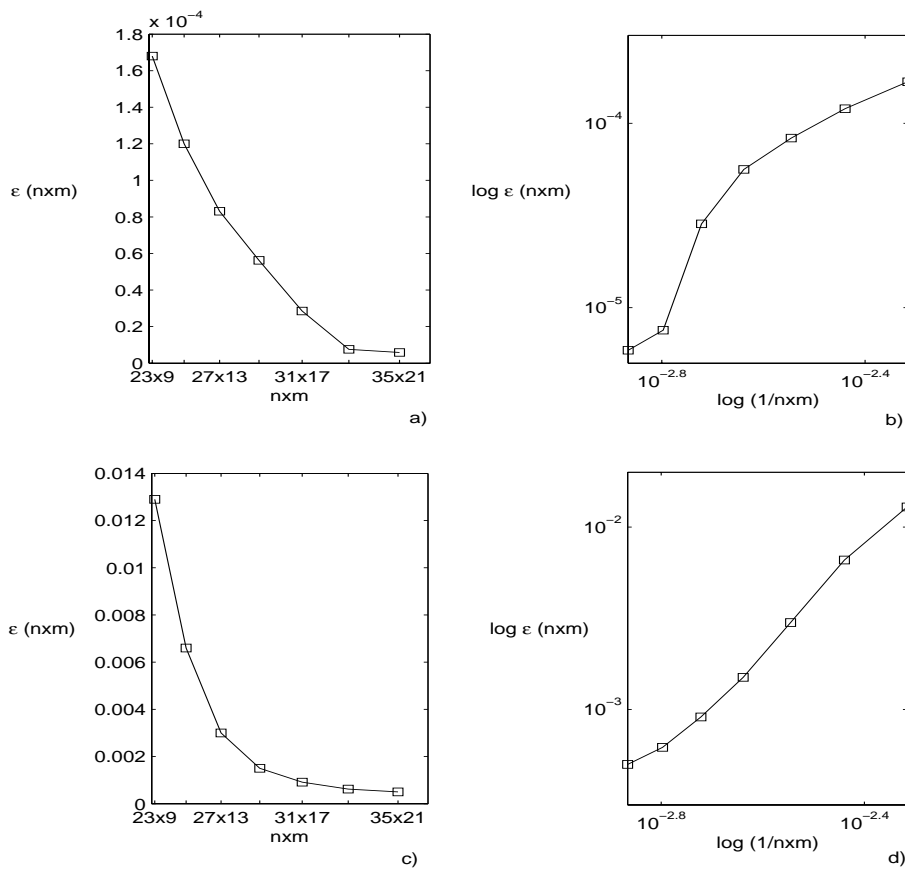 x 10⁻⁴
1.8
1.6
1.4
1.2
1
0.8
0.6
0.4
0.2
0
ε (nxm)
23x9 27x13 31x17 35x21
nxm
a)
10⁻⁴
10⁻⁵
log ε (nxm)
10⁻²·⁸ 10⁻²·⁴
log (1/nxm)
b)
0.014
0.012
0.01
0.008
0.006
0.004
0.002
0
ε (nxm)
23x9 27x13 31x17 35x21
nxm
c)
10⁻²
10⁻³
log ε (nxm)
10⁻²·⁸ 10⁻²·⁴
log (1/nxm)
d)